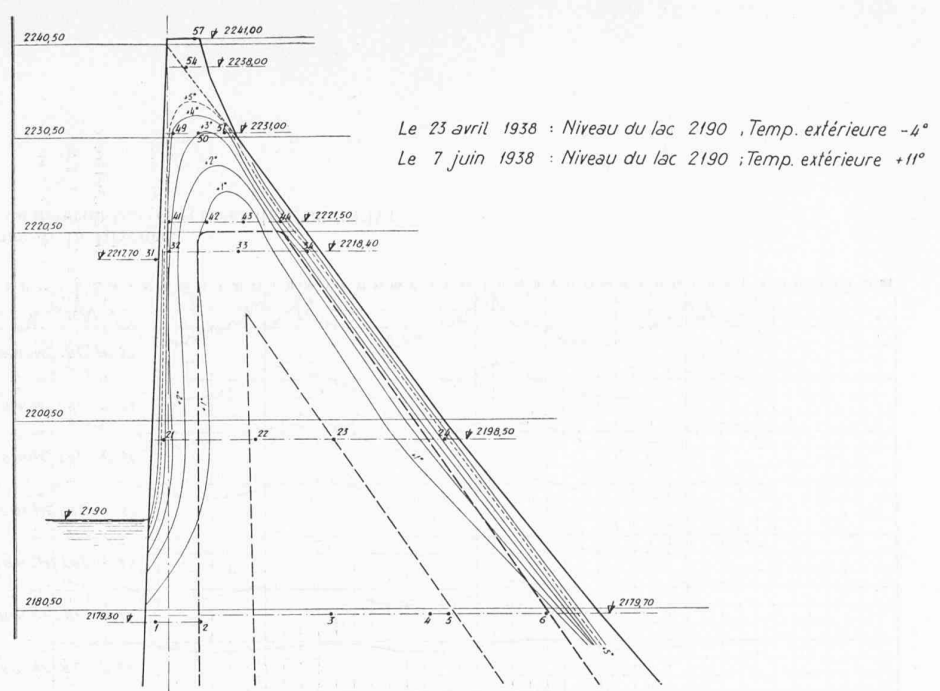 57 2241,00
2240,50
54 2238,00
+5°
+4°
49 +3° 51 2231,00
2230,50
50
Le 23 avril 1938 : Niveau du lac 2190 , Temp. extérieure -4°
Le 7 juin 1938 : Niveau du lac 2190 ; Temp. extérieure +11°
+2°
+1°
41 42 43 44 2221,50
2220,50
32 33 34 2218,40
2217,70 31
+2° +1°
2200,50
21 22 23 24 2198,50
+1°
2190
2180,50
2179,70
2179,30 1 2 3 4 5 6
+5°